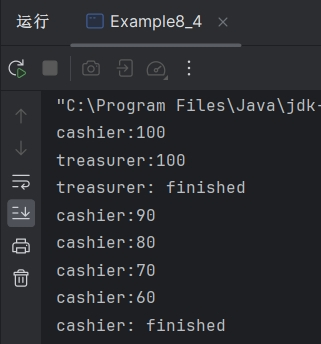 运行
Example8_4
"C:\Program Files\Java\jdk-
cashier:100
treasurer:100
treasurer: finished
cashier:90
cashier:80
cashier:70
cashier:60
cashier: finished